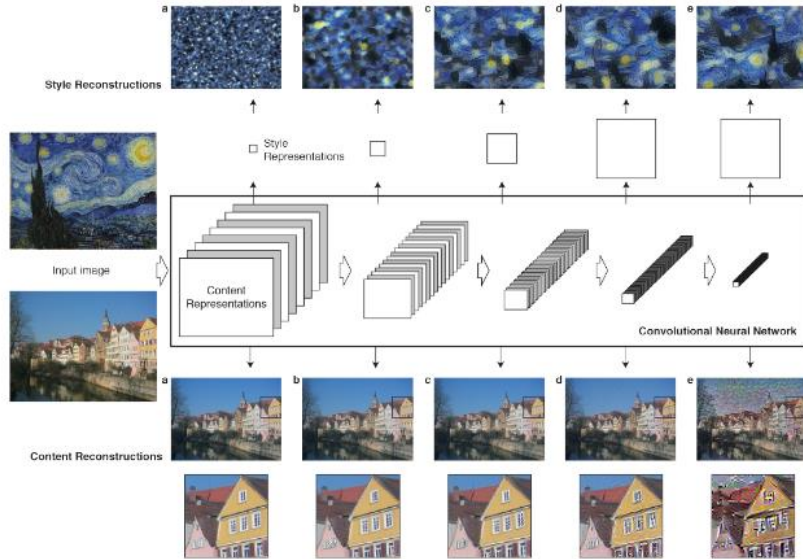 a b c d e
Style Reconstructions
Style
Representations
Input image
Content
Representations
Convolutional Neural Network
a b c d e
Content Reconstructions